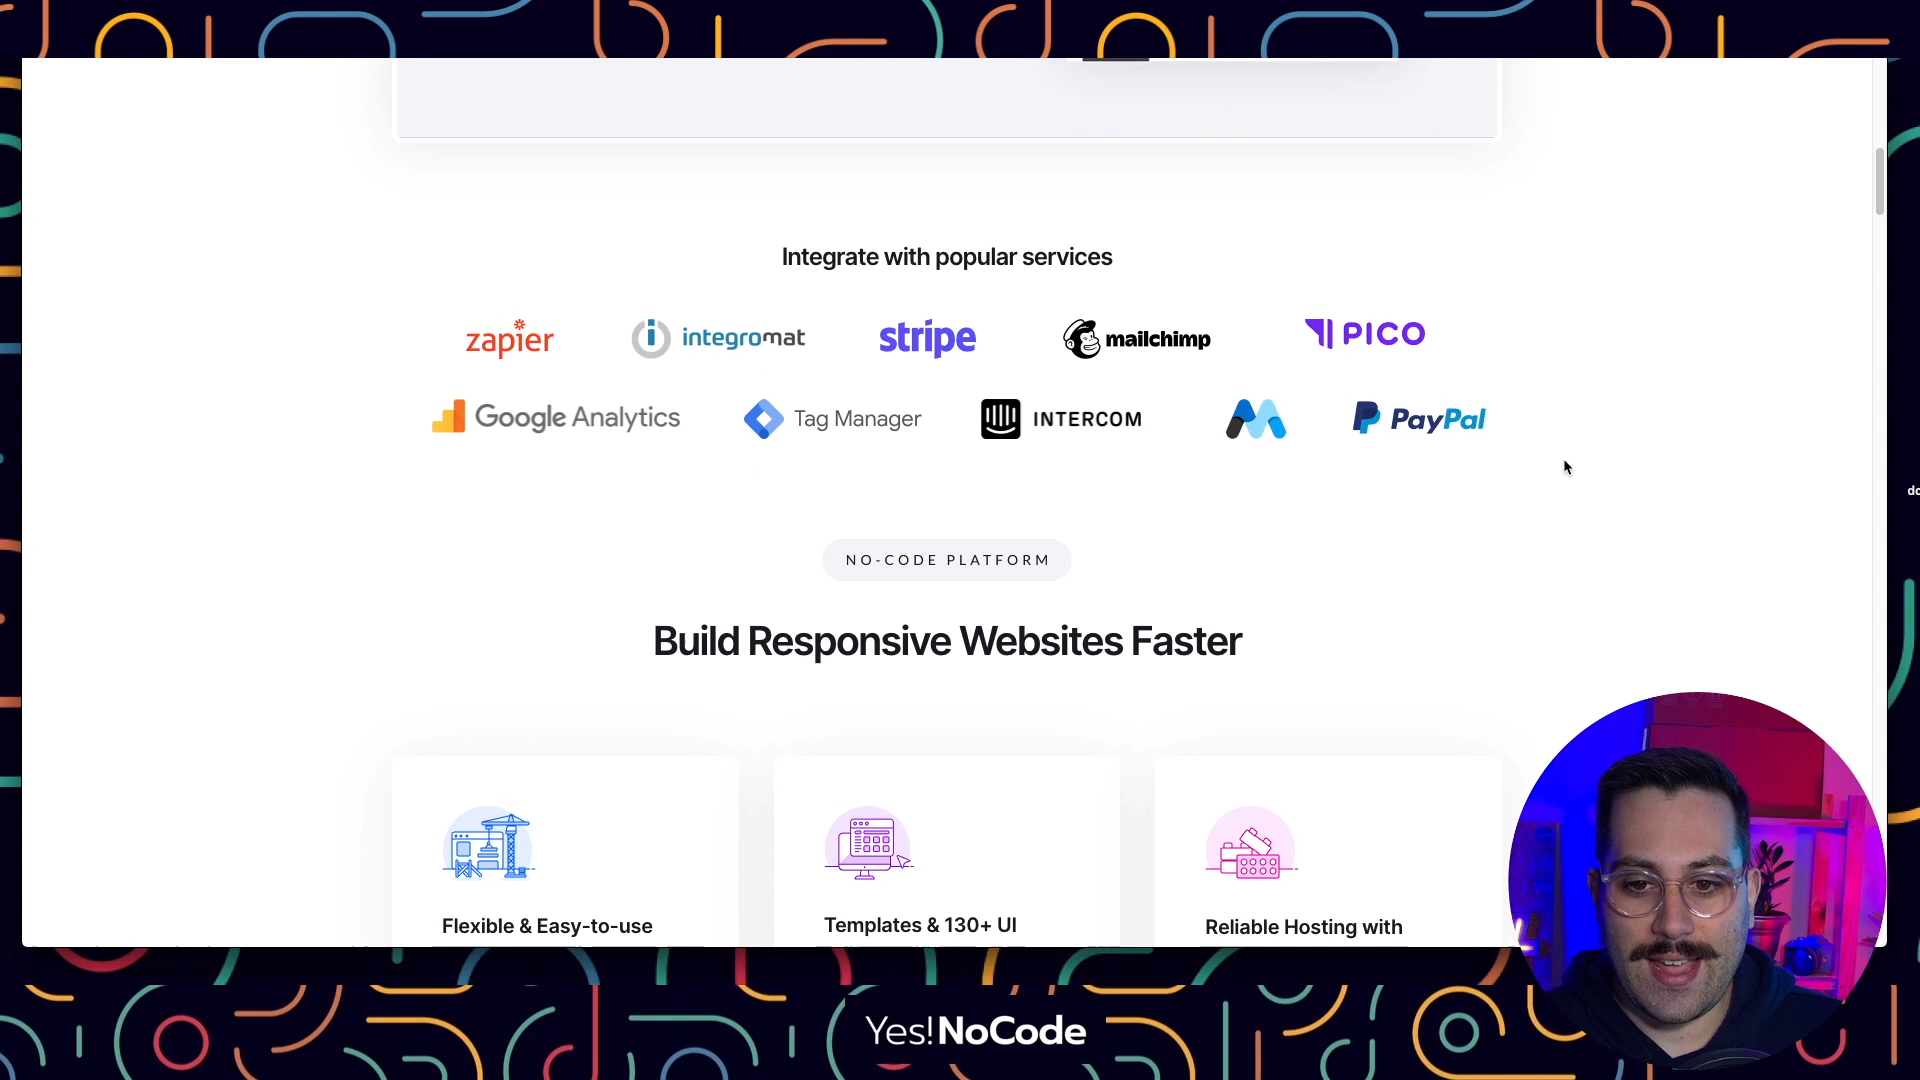 Integrate with popular services
zapier
integromat
stripe
mailchimp
PICO
Google Analytics
Tag Manager
INTERCOM
PayPal
NO-CODE PLATFORM
Build Responsive Websites Faster
Flexible & Easy-to-use
Templates & 130+ UI
Reliable Hosting with
Yes!NoCode